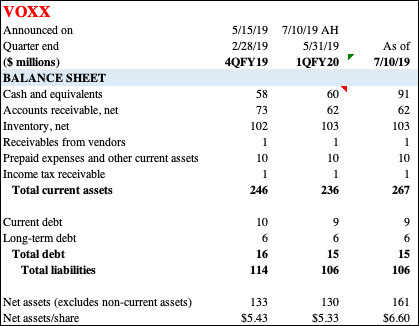 VOXX
Announced on 5/15/19 7/10/19 AH
Quarter end 2/28/19 5/31/19 As of
($ millions) 4QFY19 1QFY20 7/10/19
BALANCE SHEET
Cash and equivalents 58 60 91
Accounts receivable, net 73 62 62
Inventory, net 102 103 103
Receivables from vendors 1 1 1
Prepaid expenses and other current assets 10 10 10
Income tax receivable 1 1 1
Total current assets 246 236 267
Current debt 10 9 9
Long-term debt 6 6 6
Total debt 16 15 15
Total liabilities 114 106 106
Net assets (excludes non-current assets) 133 130 161
Net assets/share $5.43 $5.33 $6.60